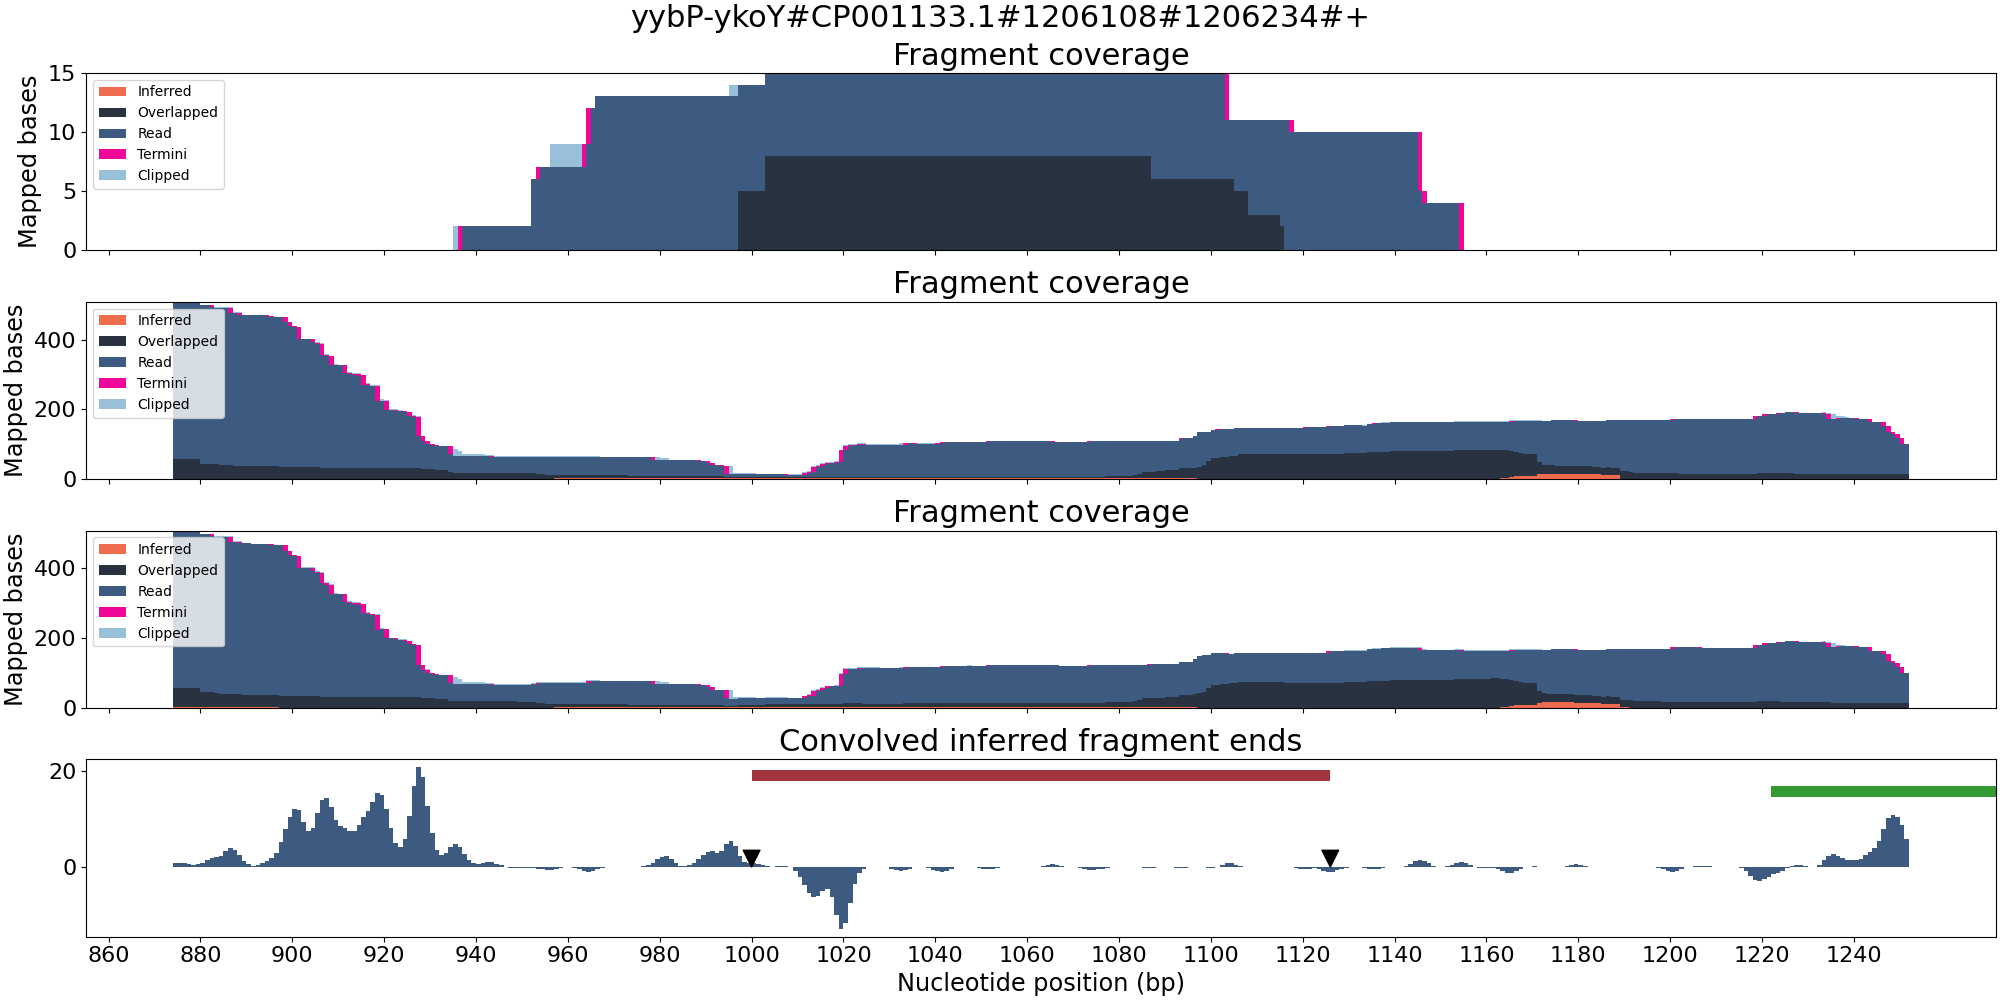 yybP-ykoY#CP001133.1#1206108#1206234#+
Fragment coverage
Mapped bases
15
10
5
0
Inferred
Overlapped
Read
Termini
Clipped
Fragment coverage
Mapped bases
400
200
0
Inferred
Overlapped
Read
Termini
Clipped
Fragment coverage
Mapped bases
400
200
0
Inferred
Overlapped
Read
Termini
Clipped
Convolved inferred fragment ends
20
0
860 880 900 920 940 960 980 1000 1020 1040 1060 1080 1100 1120 1140 1160 1180 1200 1220 1240
Nucleotide position (bp)